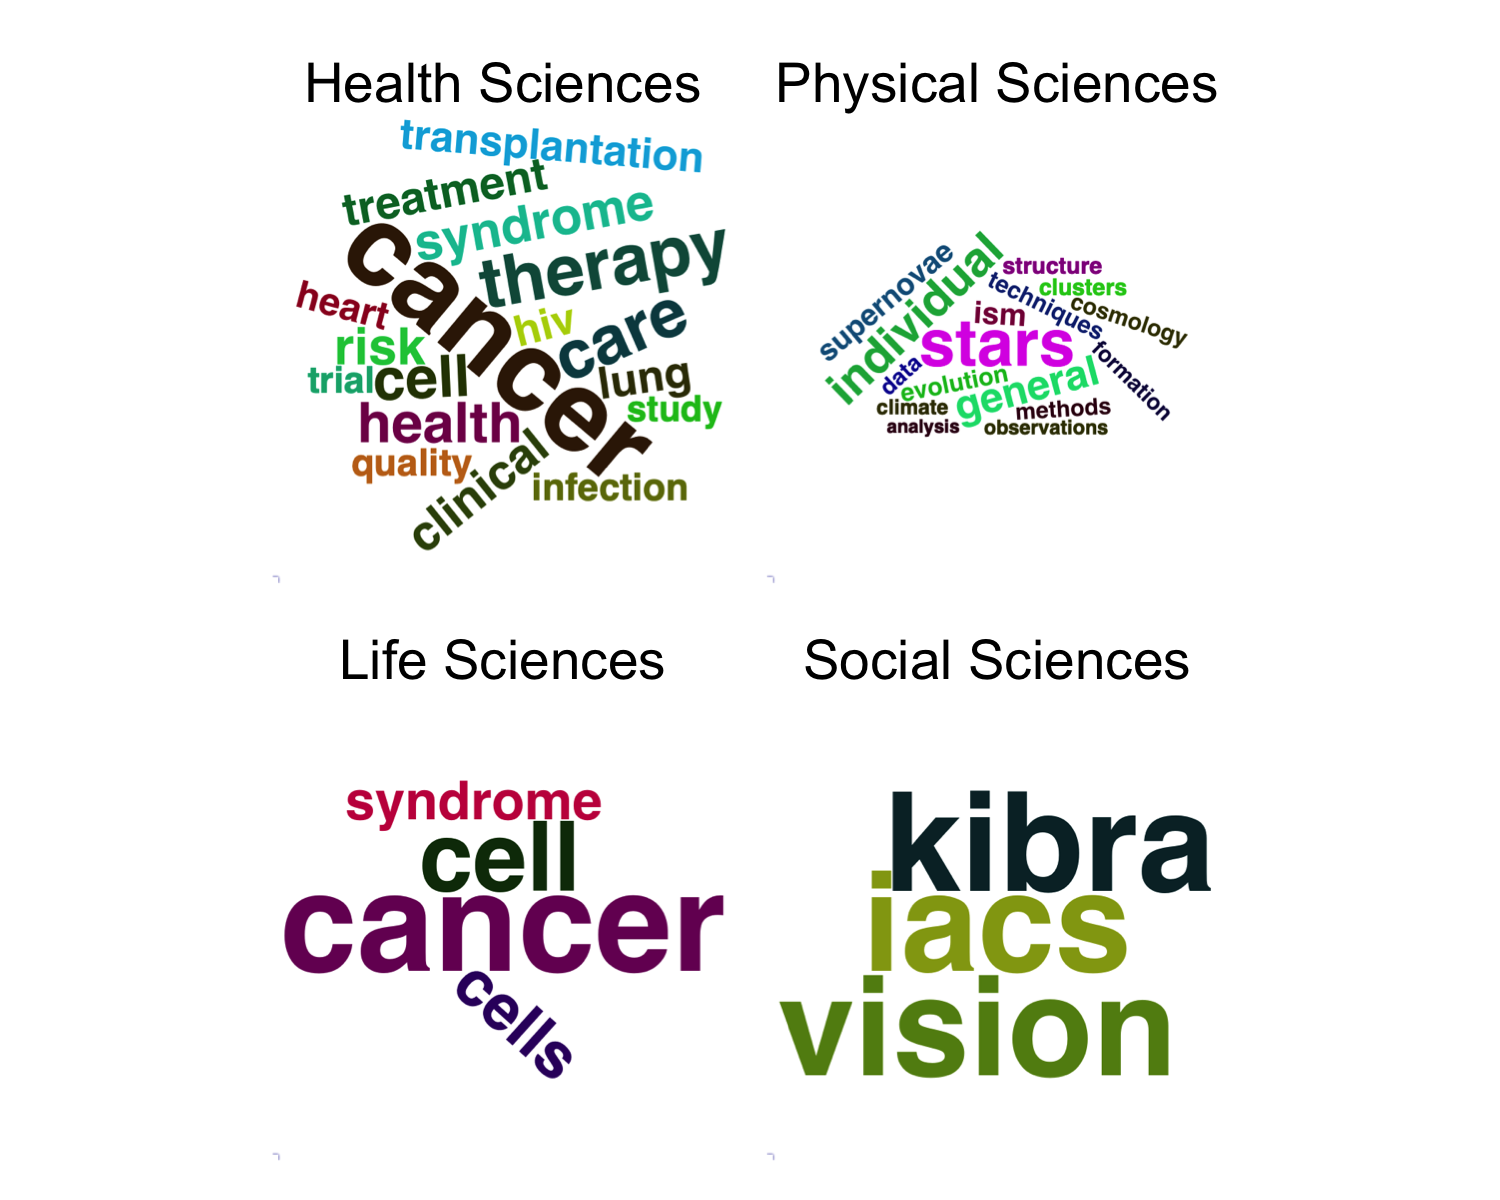 Health Sciences
transplantation
treatment
syndrome
cancer
therapy
heart
hiv
care
risk
trial
cell
lung
study
health
quality
clinical
infection
Physical Sciences
supernovae
individual
structure
techniques
clusters
cosmology
ism
stars
data
evolution
general
formation
climate
methods
analysis
observations
Life Sciences
syndrome
cell
cancer
cells
Social Sciences
kibra
iacs
vision